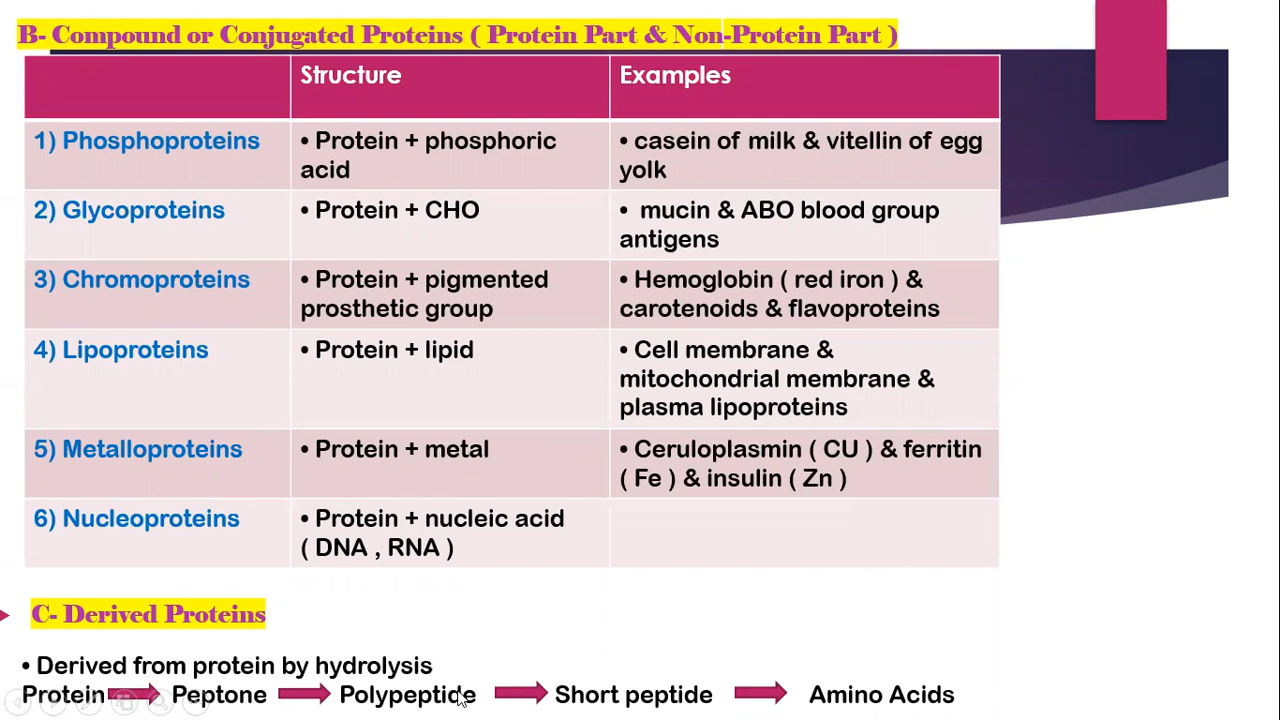 B- Compound or Conjugated Proteins ( Protein Part & Non-Protein Part )
Structure
Examples
1) Phosphoproteins
• Protein + phosphoric
acid
• casein of milk & vitellin of egg
yolk
2) Glycoproteins
• Protein + CHO
• mucin & ABO blood group
antigens
3) Chromoproteins
• Protein + pigmented
prosthetic group
• Hemoglobin ( red iron ) &
carotenoids & flavoproteins
4) Lipoproteins
• Protein + lipid
• Cell membrane &
mitochondrial membrane &
plasma lipoproteins
5) Metalloproteins
• Protein + metal
• Ceruloplasmin ( CU ) & ferritin
( Fe ) & insulin ( Zn )
6) Nucleoproteins
• Protein + nucleic acid
( DNA , RNA )
C- Derived Proteins
• Derived from protein by hydrolysis
Protein Peptone Polypeptide Short peptide Amino Acids